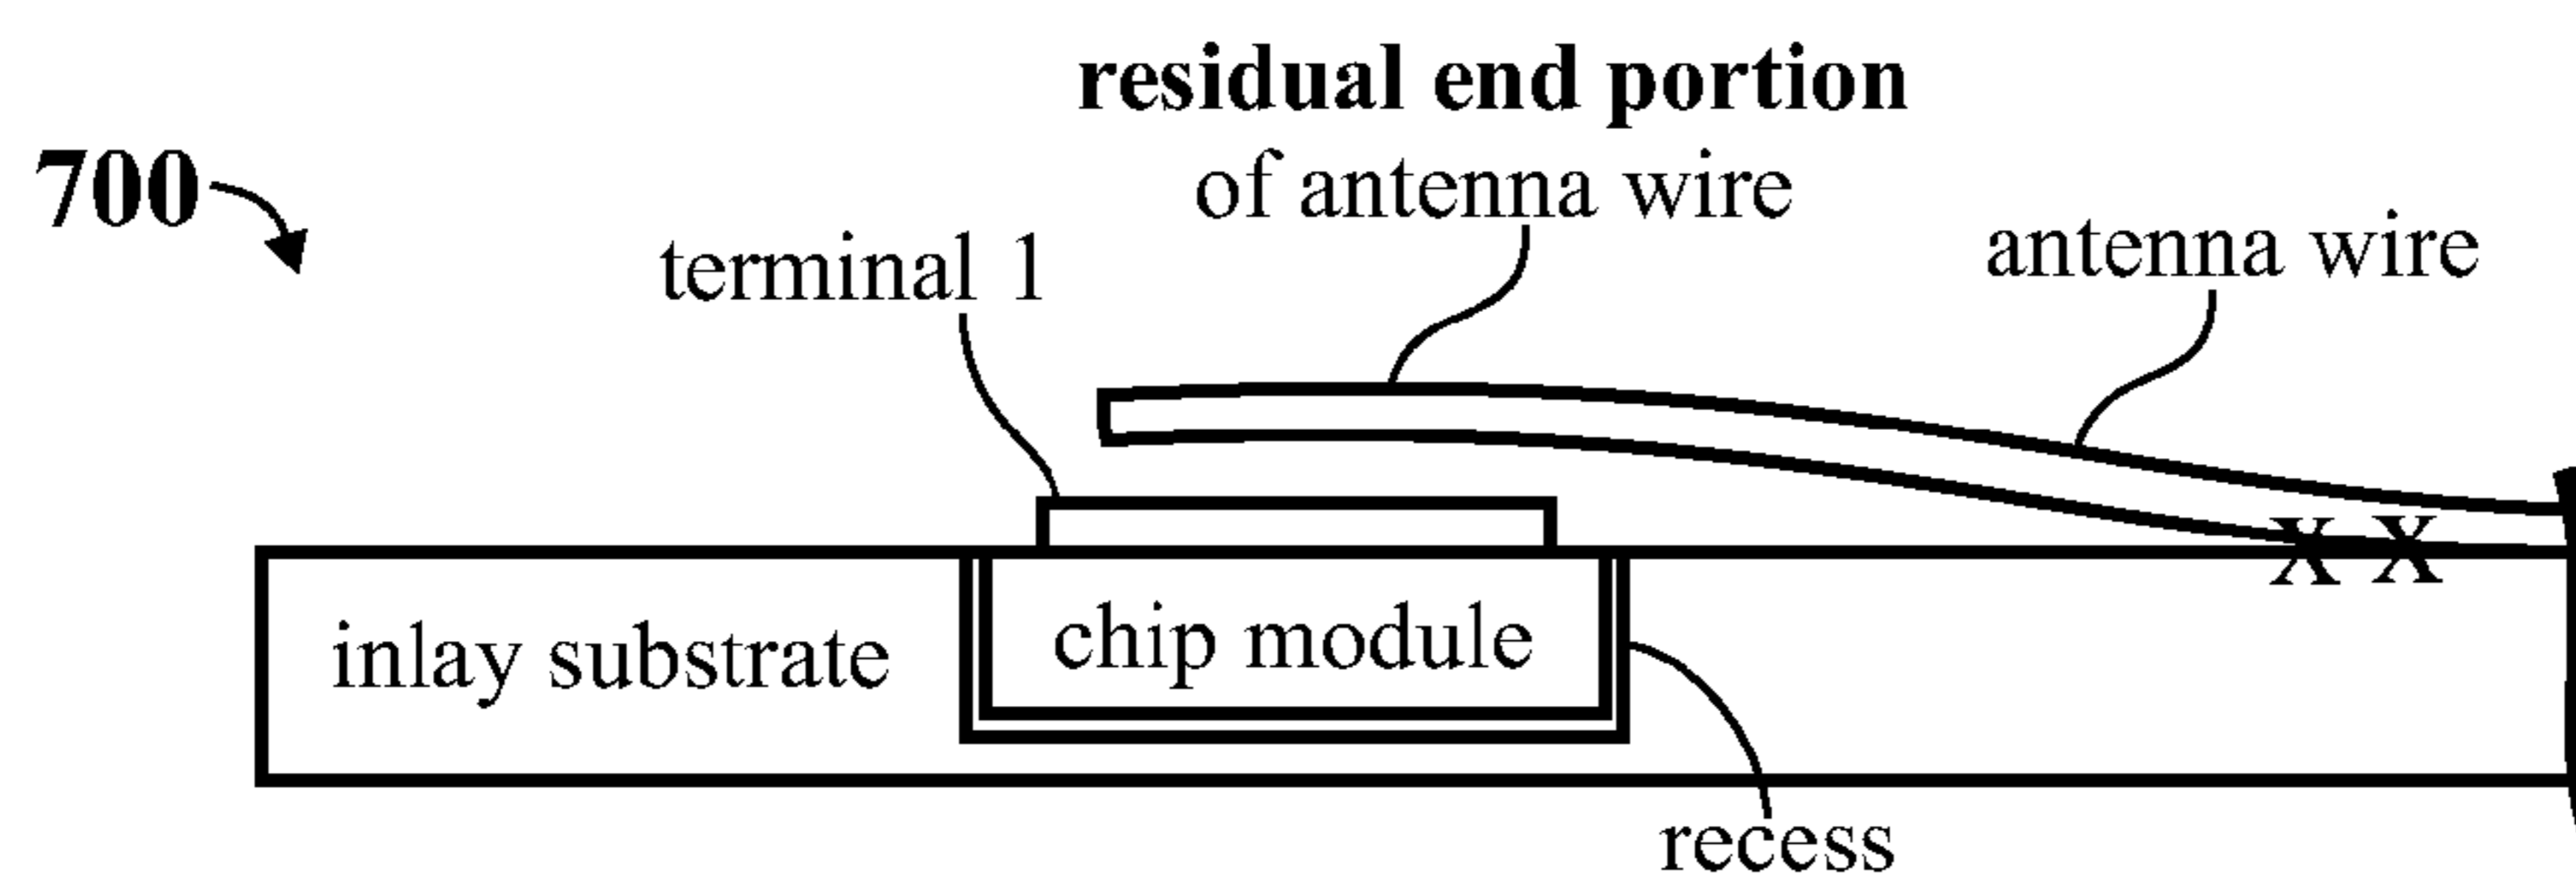 residual end portion
of antenna wire
700
terminal 1
antenna wire
X X
inlay substrate
chip module
recess